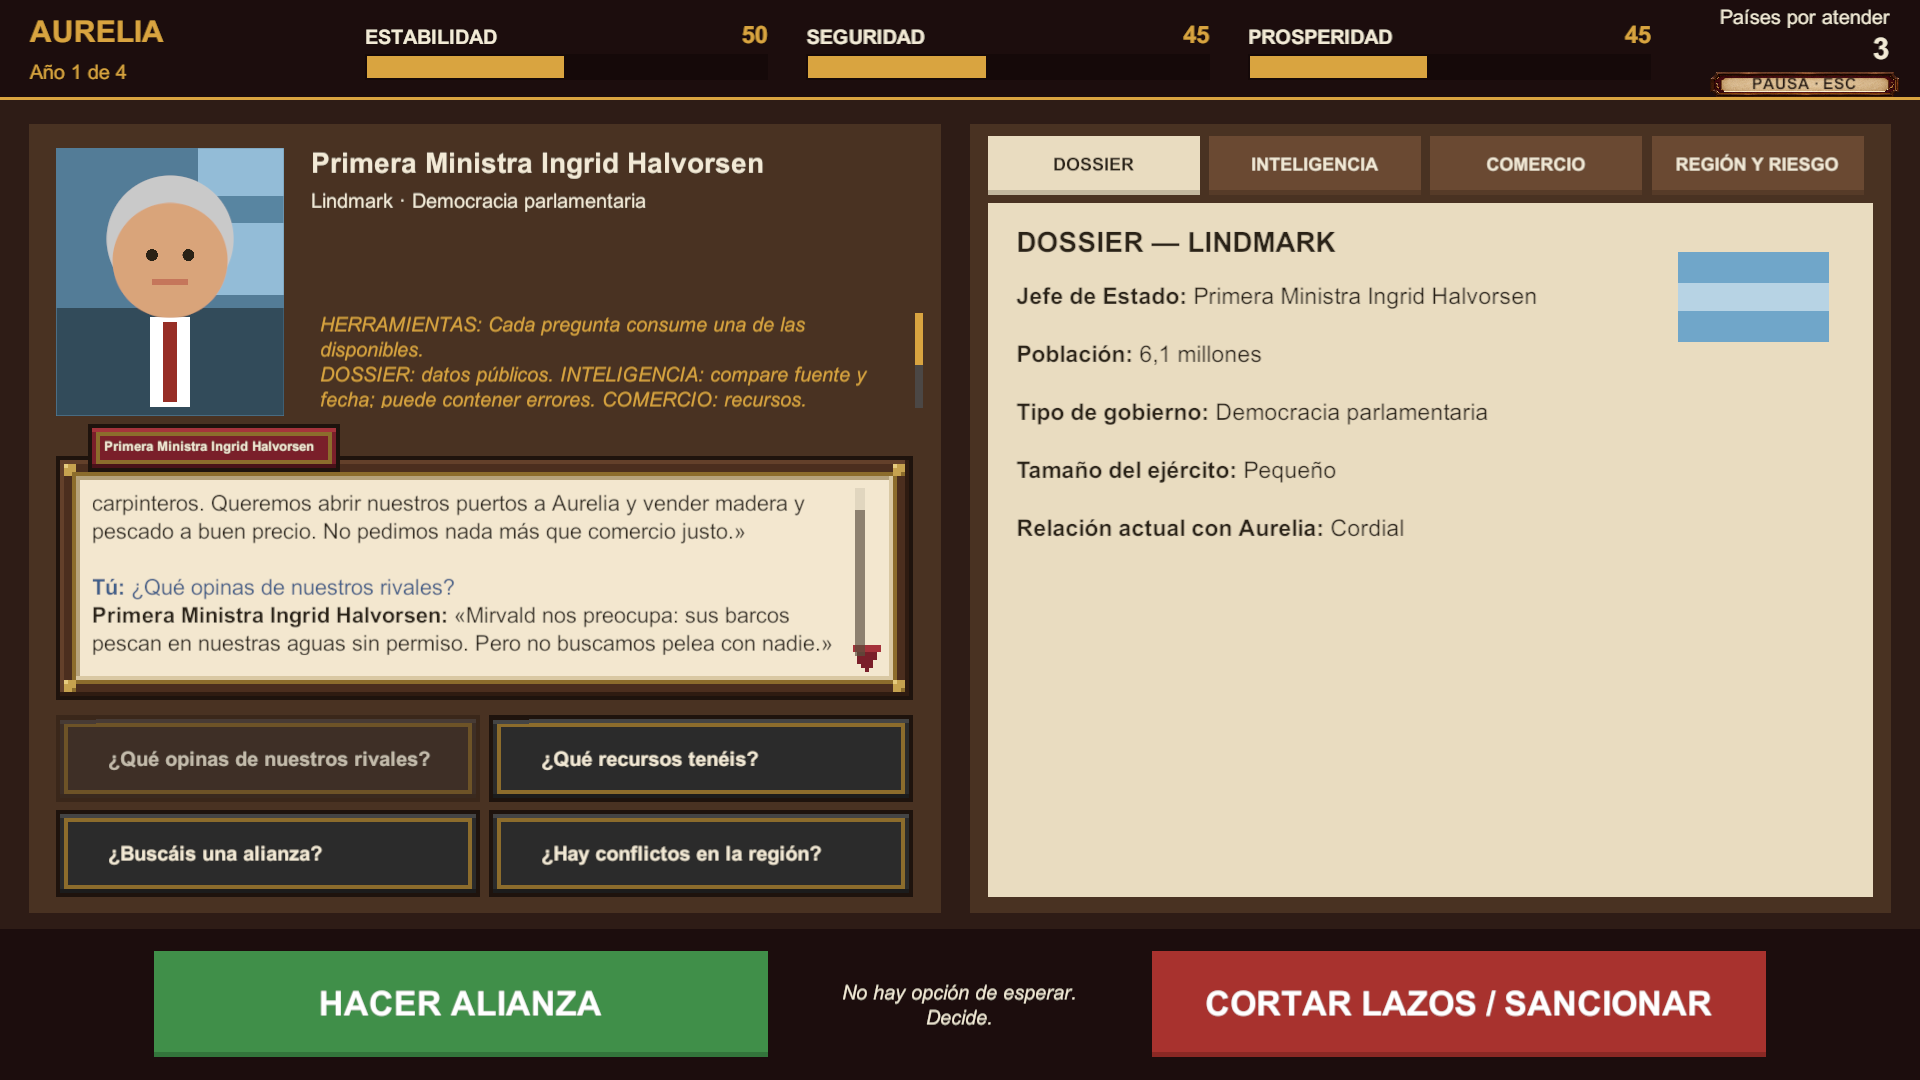 AURELIA
Año 1 de 4
ESTABILIDAD 50
SEGURIDAD 45
PROSPERIDAD 45
Países por atender
3
PAUSA · ESC
Primera Ministra Ingrid Halvorsen
Lindmark · Democracia parlamentaria
HERRAMIENTAS: Cada pregunta consume una de las
disponibles.
DOSSIER: datos públicos. INTELIGENCIA: compare fuente y
fecha; puede contener errores. COMERCIO: recursos.
Primera Ministra Ingrid Halvorsen
carpinteros. Queremos abrir nuestros puertos a Aurelia y vender madera y
pescado a buen precio. No pedimos nada más que comercio justo.»
Tú: ¿Qué opinas de nuestros rivales?
Primera Ministra Ingrid Halvorsen: «Mirvald nos preocupa: sus barcos
pescan en nuestras aguas sin permiso. Pero no buscamos pelea con nadie.»
¿Qué opinas de nuestros rivales?
¿Qué recursos tenéis?
¿Buscáis una alianza?
¿Hay conflictos en la región?
DOSSIER
INTELIGENCIA
COMERCIO
REGIÓN Y RIESGO
DOSSIER — LINDMARK
Jefe de Estado: Primera Ministra Ingrid Halvorsen
Población: 6,1 millones
Tipo de gobierno: Democracia parlamentaria
Tamaño del ejército: Pequeño
Relación actual con Aurelia: Cordial
HACER ALIANZA
No hay opción de esperar.
Decide.
CORTAR LAZOS / SANCIONAR